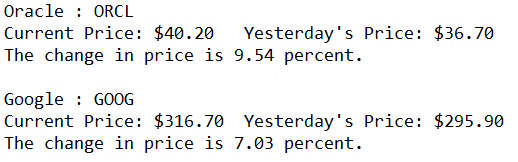 Oracle : ORCL
Current Price: $40.20   Yesterday's Price: $36.70
The change in price is 9.54 percent.

Google : GOOG
Current Price: $316.70  Yesterday's Price: $295.90
The change in price is 7.03 percent.